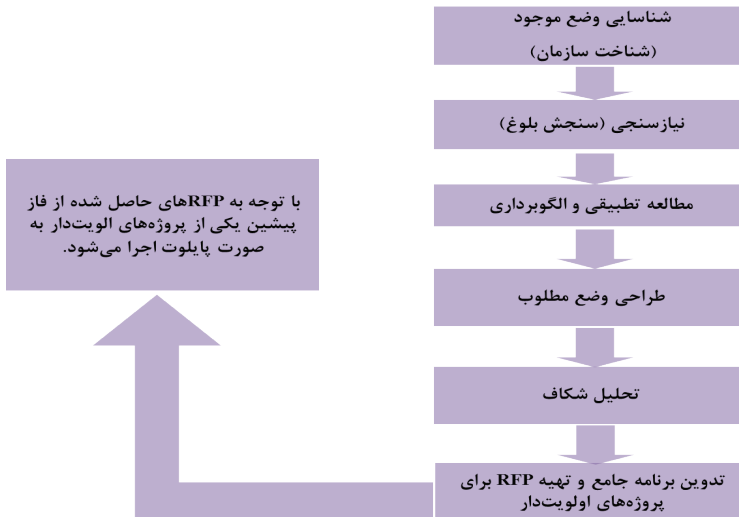 شناسایی وضع موجود
(شناخت سازمان)
نیازسنجی (سنجش بلوغ)
مطالعه تطبیقی و الگوبرداری
طراحی وضع مطلوب
تحلیل شکاف
تدوین برنامه جامع و تهیه RFP برای
پروژه‌های اولویت‌دار
با توجه به RFPهای حاصل شده از فاز
پیشین یکی از پروژه‌های الویت‌دار به
صورت پایلوت اجرا می‌شود.